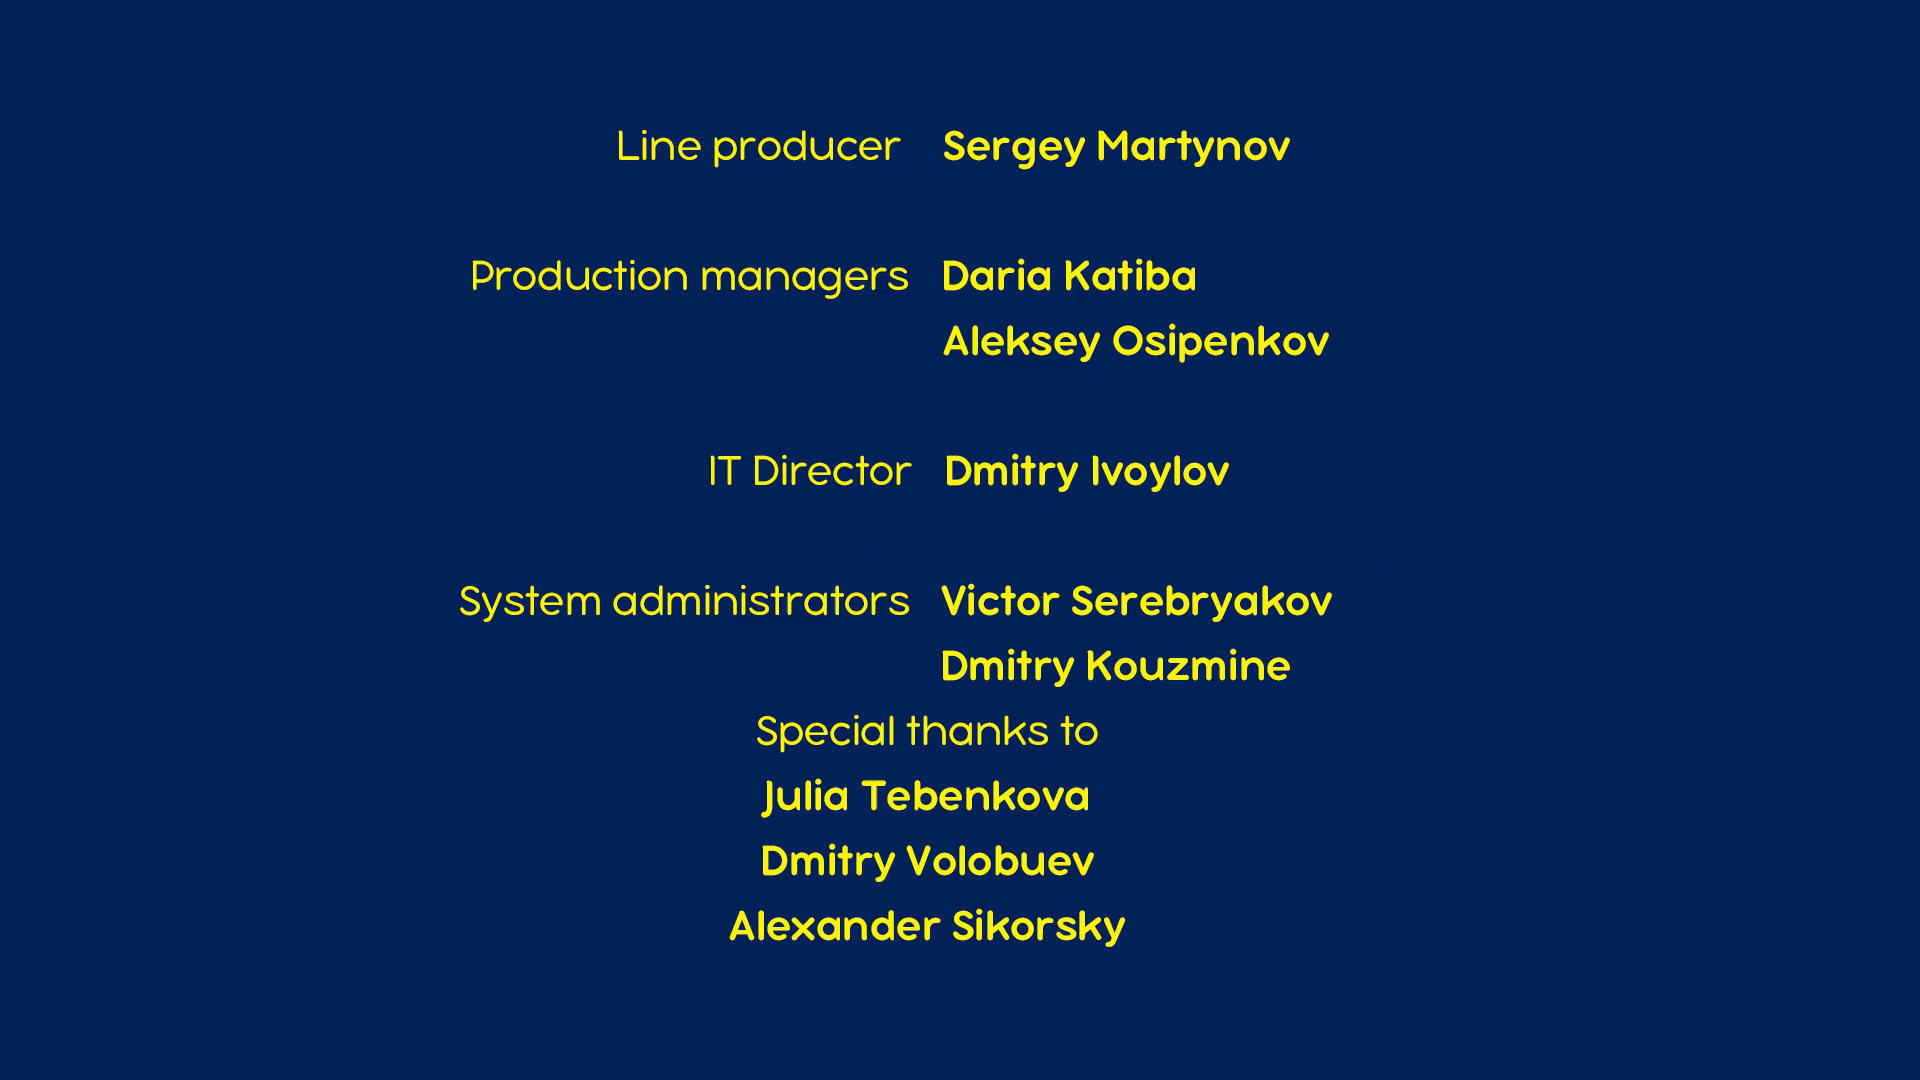 Line producer Sergey Martynov
Production managers Daria Katiba
Aleksey Osipenkov
IT Director Dmitry Ivoylov
System administrators Victor Serebryakov
Dmitry Kouzmine
Special thanks to
Julia Tebenkova
Dmitry Volobuev
Alexander Sikorsky